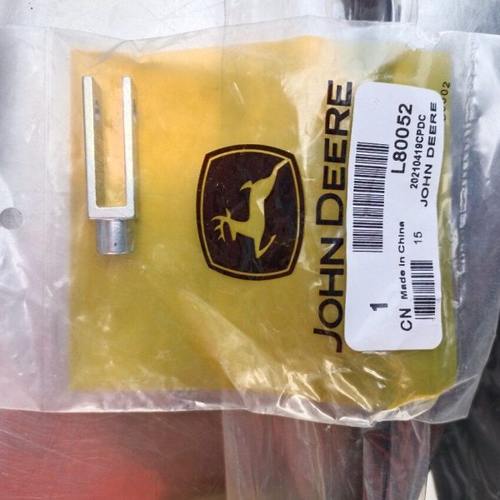 JOHN DEERE
L80052
20210419CPDC
JOHN DEERE
1
CN Made in China 15